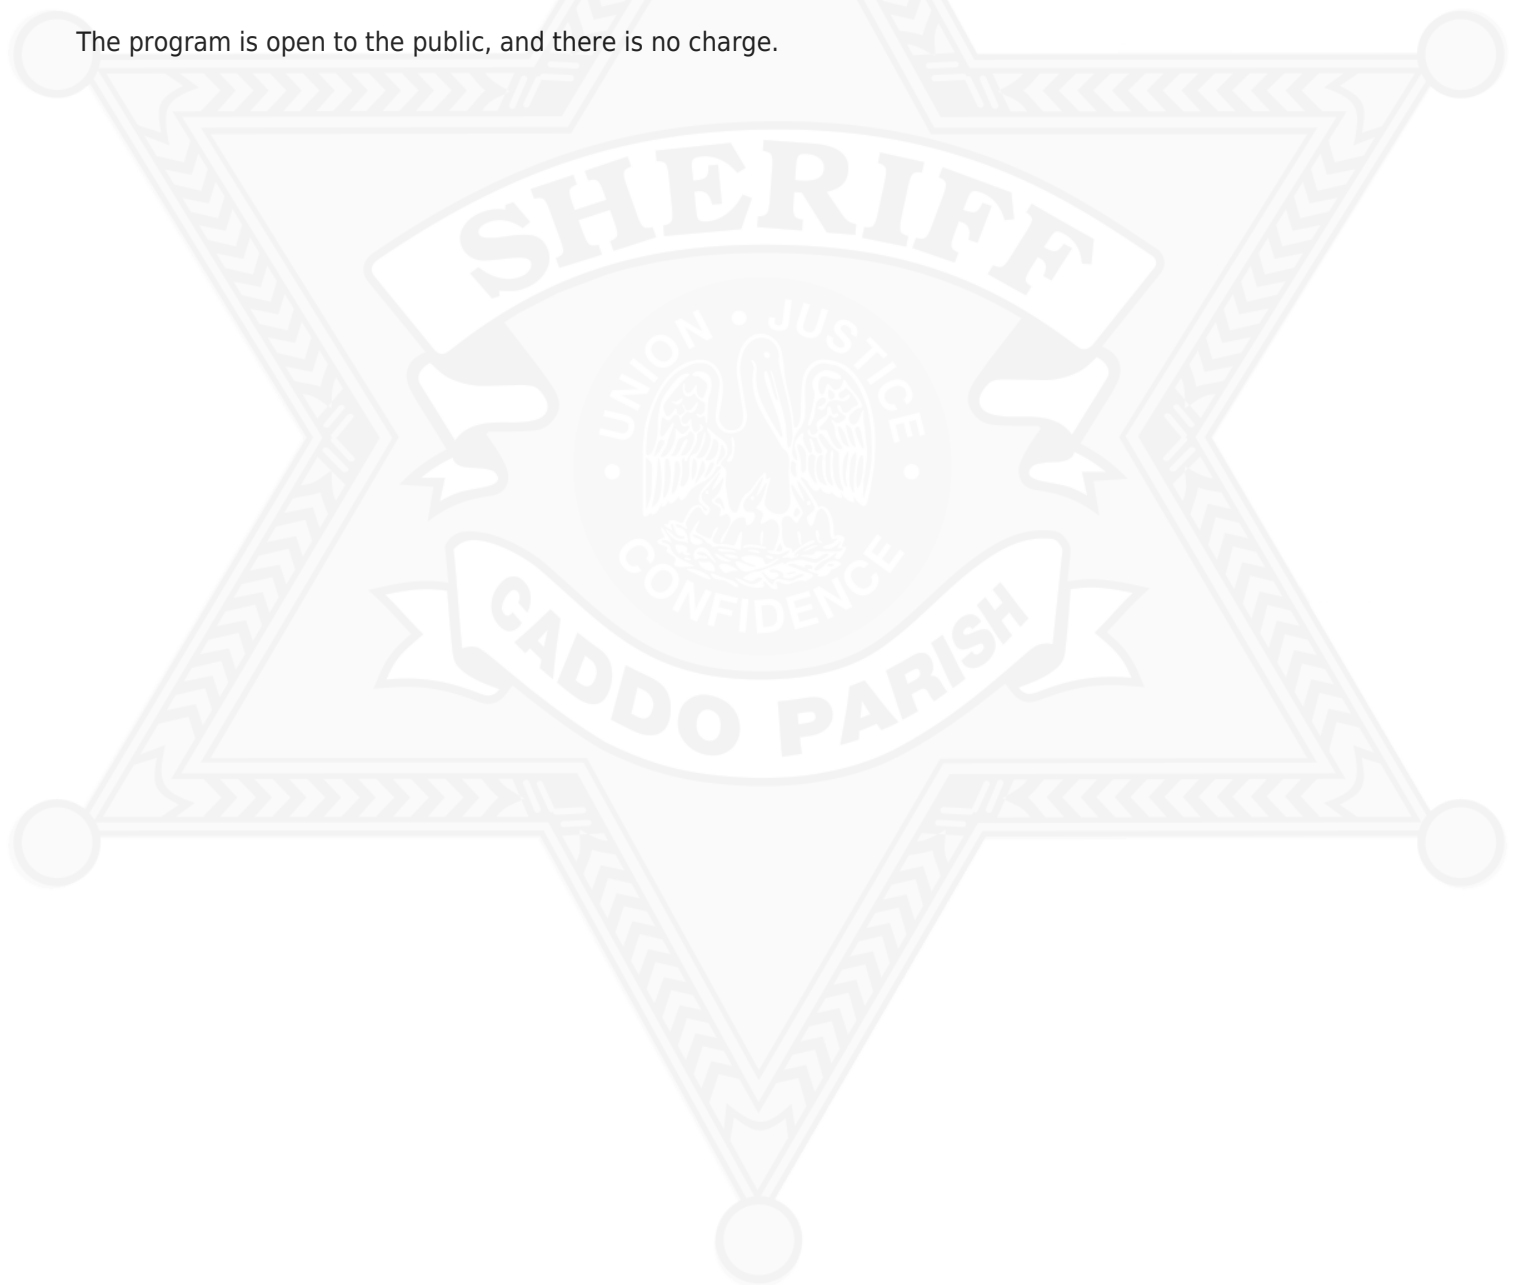 The program is open to the public, and there is no charge.
SHERIFF
UNION • JUSTICE
• CONFIDENCE •
CADDO PARISH